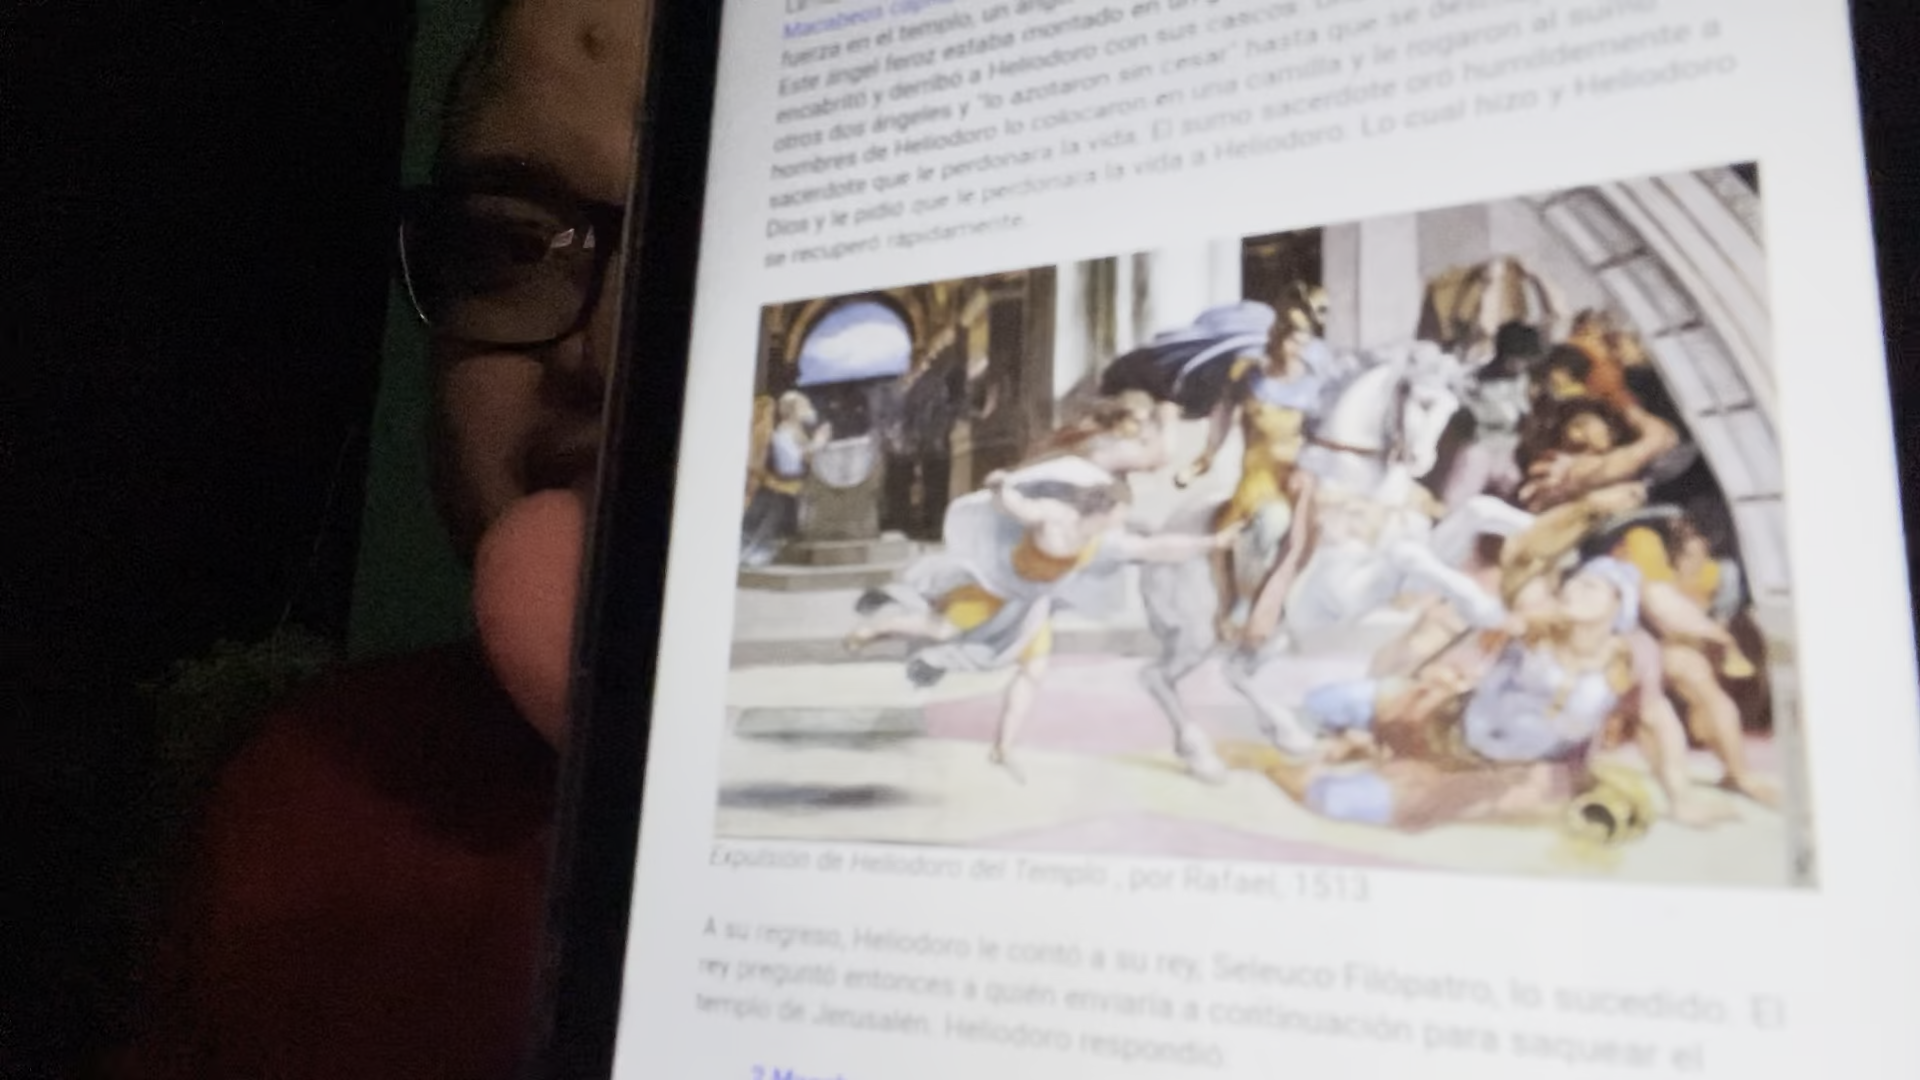 Macabeos
fuerza en el templo, un ángel
Este ángel feroz estaba montado en un
encabritó y derribó a Heliodoro con sus cascos.
otros dos ángeles y "lo azotaron sin cesar" hasta que se
hombres de Heliodoro lo colocaron en una camilla y le rogaron al sumo
sacerdote que le perdonara la vida. El sumo sacerdote oró humildemente a
Dios y le pidió que le perdonara la vida a Heliodoro. Lo cual hizo y Heliodoro
se recuperó rápidamente.
Expulsión de Heliodoro del Templo , por Rafael, 1513
A su regreso, Heliodoro le contó a su rey, Seleuco Filópatro, lo sucedido. El
rey preguntó entonces a quién enviaría a continuación para saquear el
templo de Jerusalén. Heliodoro respondió